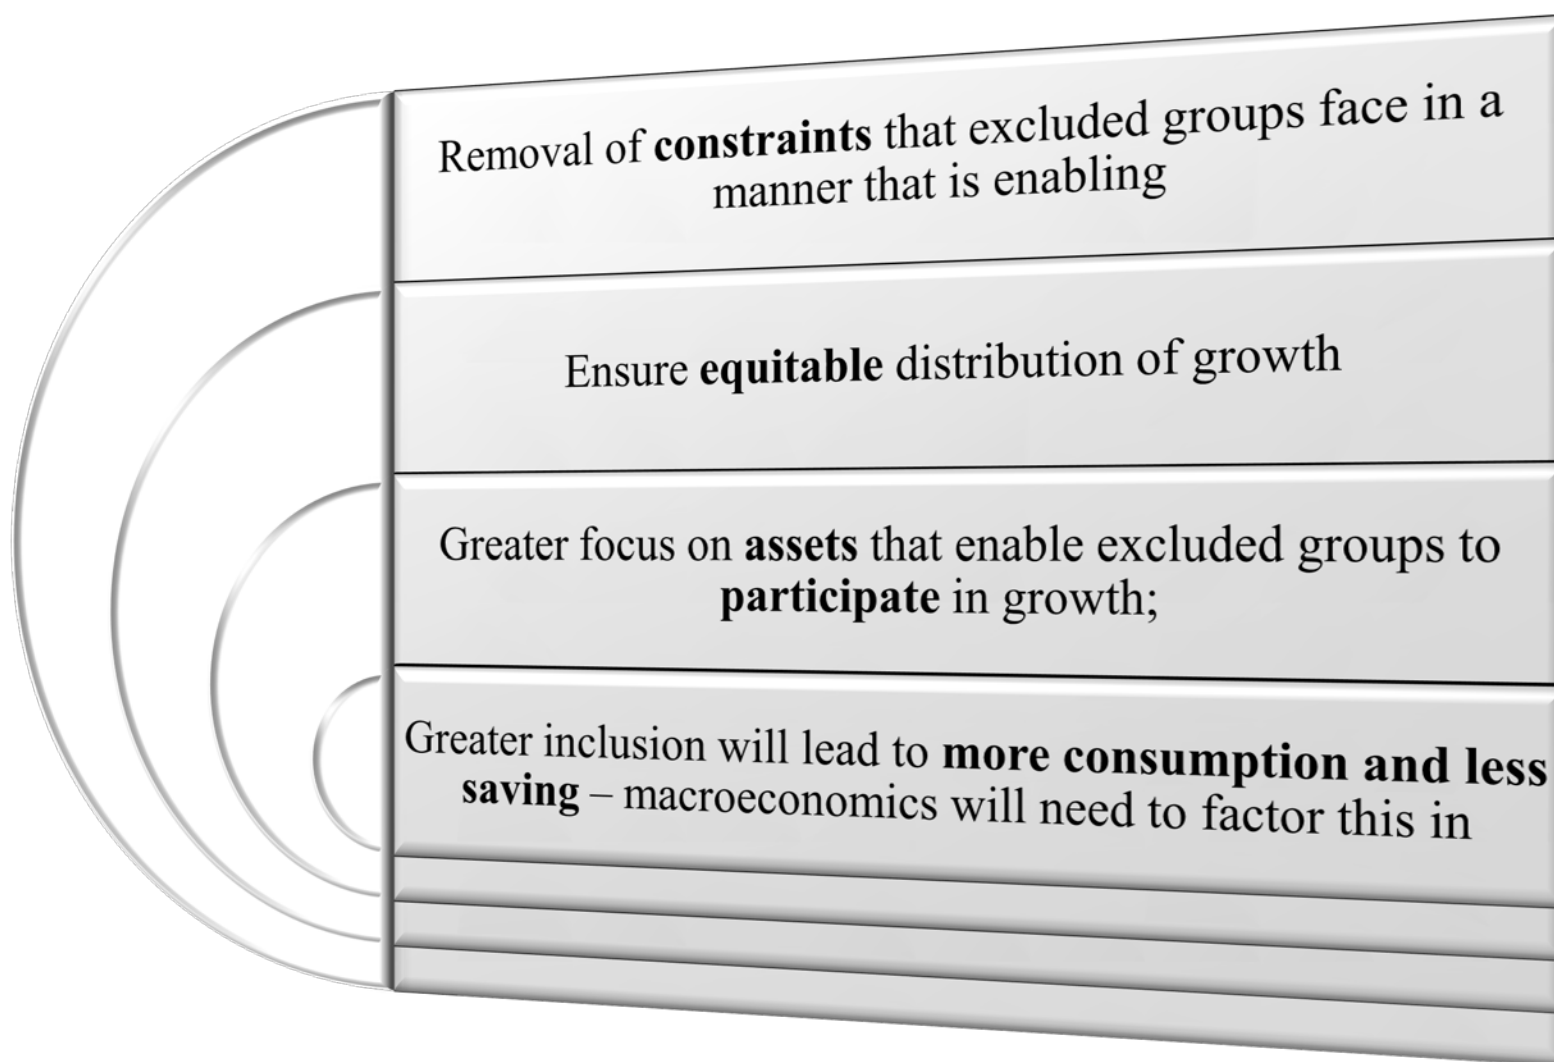 Removal of constraints that excluded groups face in a
manner that is enabling
Ensure equitable distribution of growth
Greater focus on assets that enable excluded groups to
participate in growth;
Greater inclusion will lead to more consumption and less
saving – macroeconomics will need to factor this in